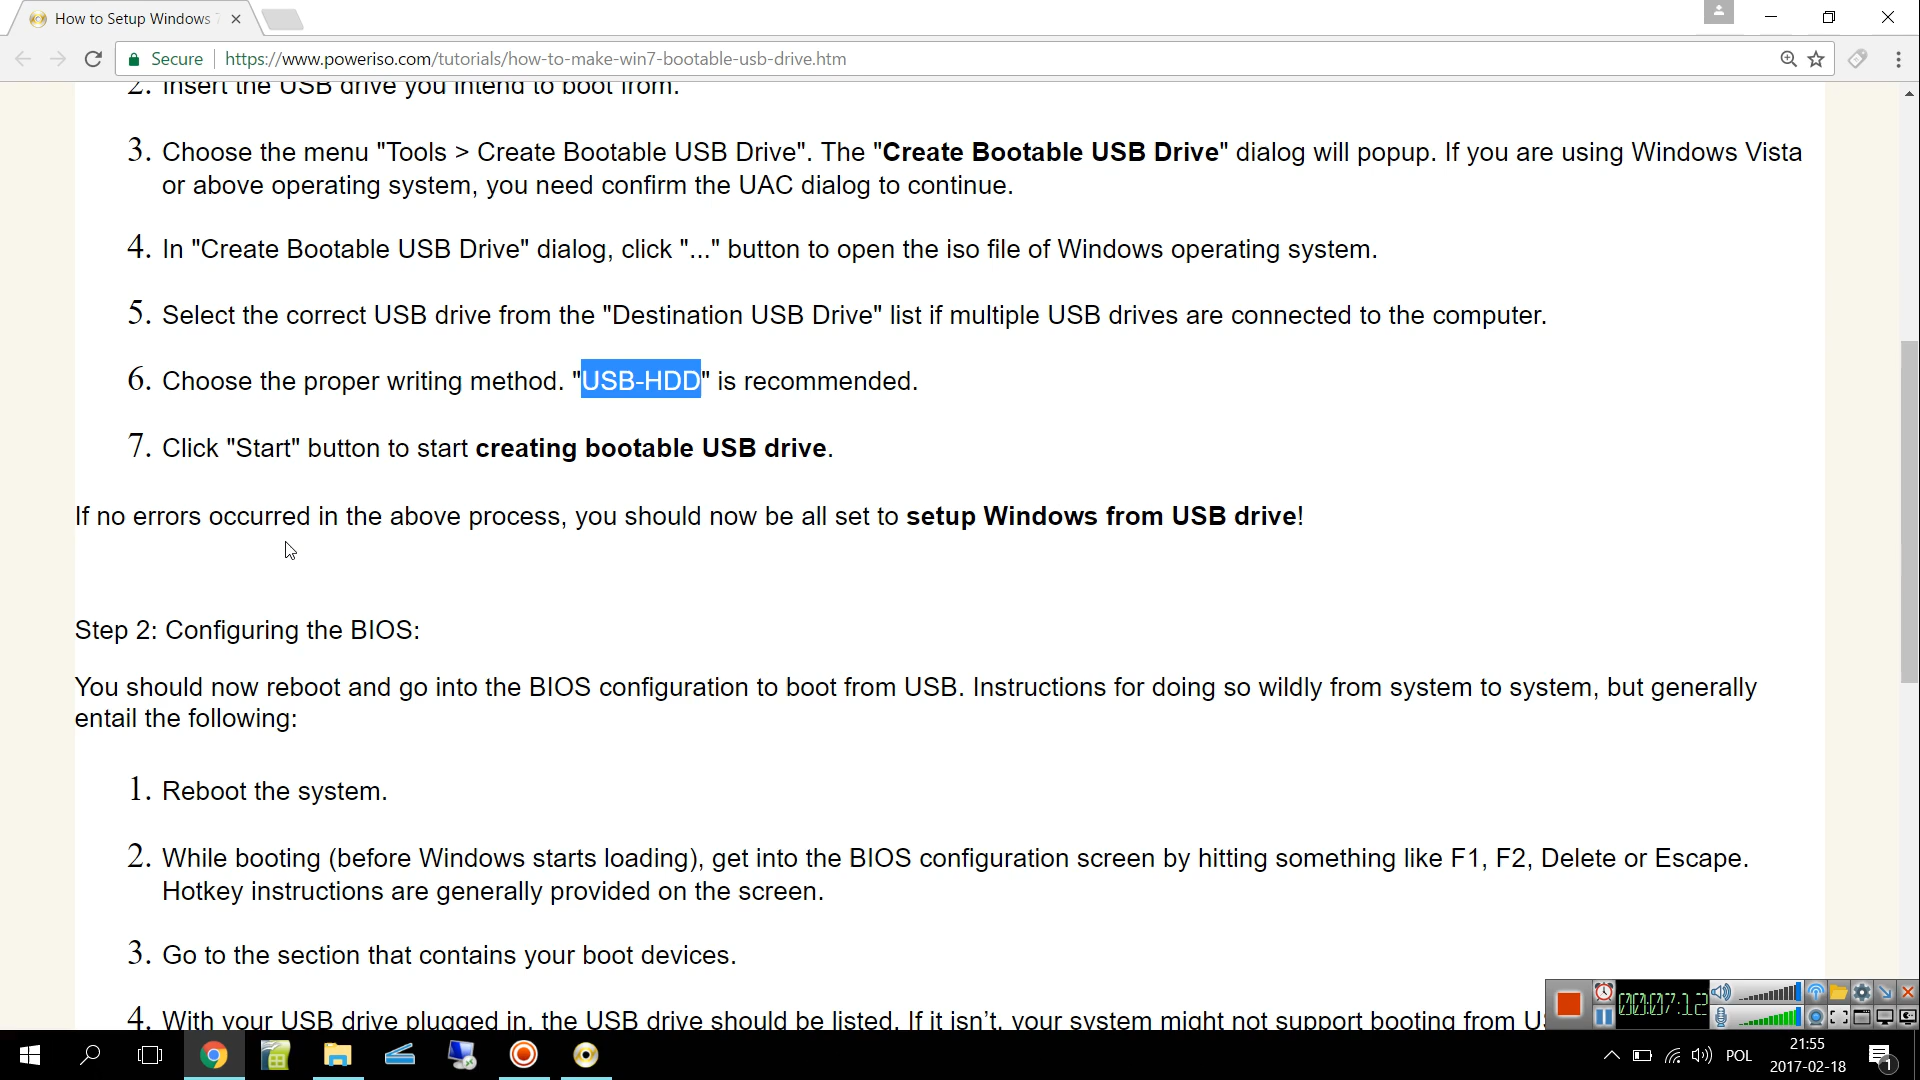 How to Setup Windows 7
Secure
https://www.poweriso.com/tutorials/how-to-make-win7-bootable-usb-drive.htm
2. Insert the USB drive you intend to boot from.
3. Choose the menu "Tools > Create Bootable USB Drive". The "Create Bootable USB Drive" dialog will popup. If you are using Windows Vista
or above operating system, you need confirm the UAC dialog to continue.
4. In "Create Bootable USB Drive" dialog, click "..." button to open the iso file of Windows operating system.
5. Select the correct USB drive from the "Destination USB Drive" list if multiple USB drives are connected to the computer.
6. Choose the proper writing method. "USB-HDD" is recommended.
7. Click "Start" button to start creating bootable USB drive.
If no errors occurred in the above process, you should now be all set to setup Windows from USB drive!
Step 2: Configuring the BIOS:
You should now reboot and go into the BIOS configuration to boot from USB. Instructions for doing so wildly from system to system, but generally
entail the following:
1. Reboot the system.
2. While booting (before Windows starts loading), get into the BIOS configuration screen by hitting something like F1, F2, Delete or Escape.
Hotkey instructions are generally provided on the screen.
3. Go to the section that contains your boot devices.
4. With your USB drive plugged in, the USB drive should be listed. If it isn't, your system might not support booting from
00:07:12
POL
21:55
2017-02-18
1